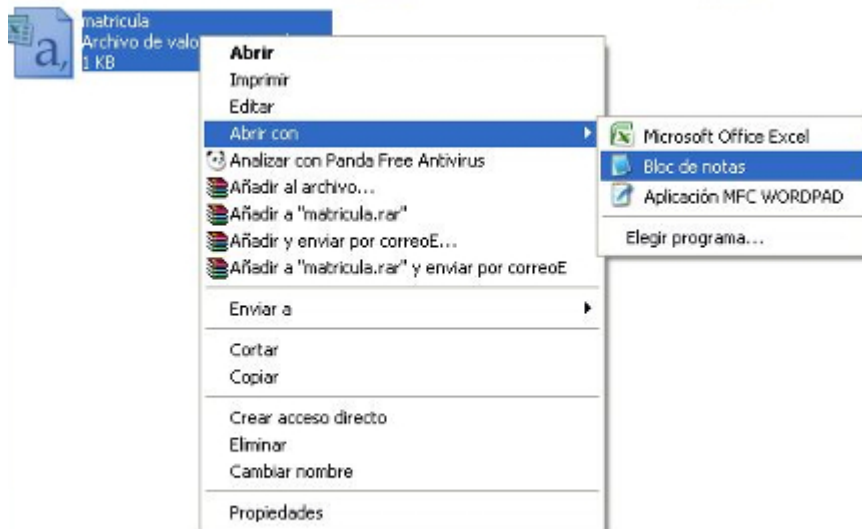 matricula
Archivo de valo
1 KB
Abrir
Imprimir
Editar
Abrir con
Microsoft Office Excel
Bloc de notas
Aplicación MFC WORDPAD
Elegir programa...
Analizar con Panda Free Antivirus
Añadir al archivo...
Añadir a "matricula.rar"
Añadir y enviar por correoE...
Añadir a "matricula.rar" y enviar por correoE
Enviar a
Cortar
Copiar
Crear acceso directo
Eliminar
Cambiar nombre
Propiedades